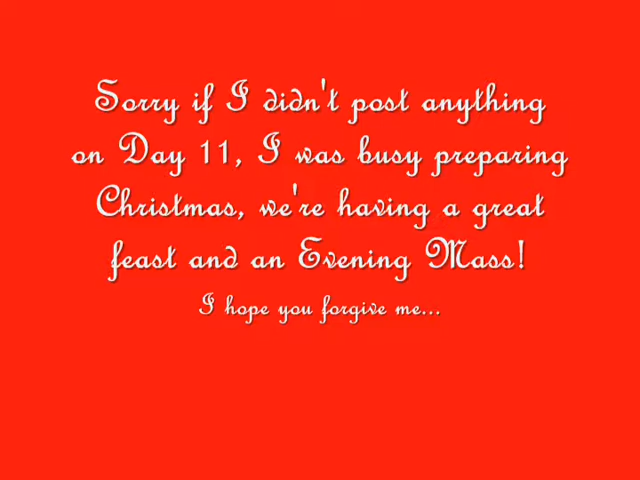 Sorry if I didn't post anything
on Day 11, I was busy preparing
Christmas, we're having a great
feast and an Evening Mass!
I hope you forgive me...